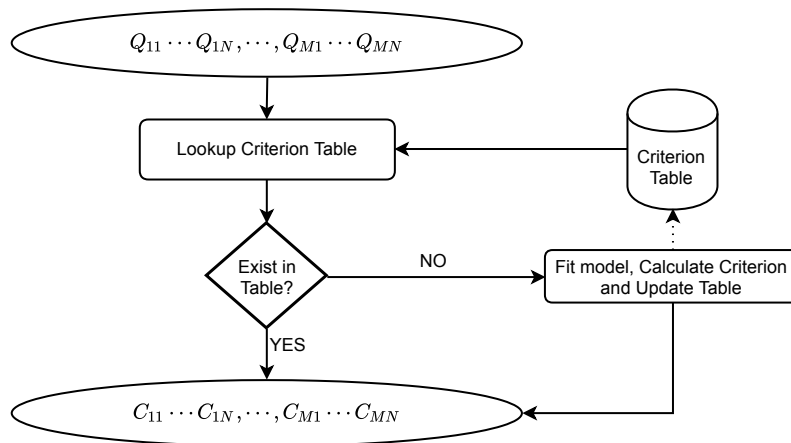 Q₁₁ ⋯ Q₁N, ⋯, QM₁ ⋯ QMN
Lookup Criterion Table
Criterion
Table
Exist in
Table?
NO
Fit model, Calculate Criterion
and Update Table
YES
C₁₁ ⋯ C₁N, ⋯, CM₁ ⋯ CMN